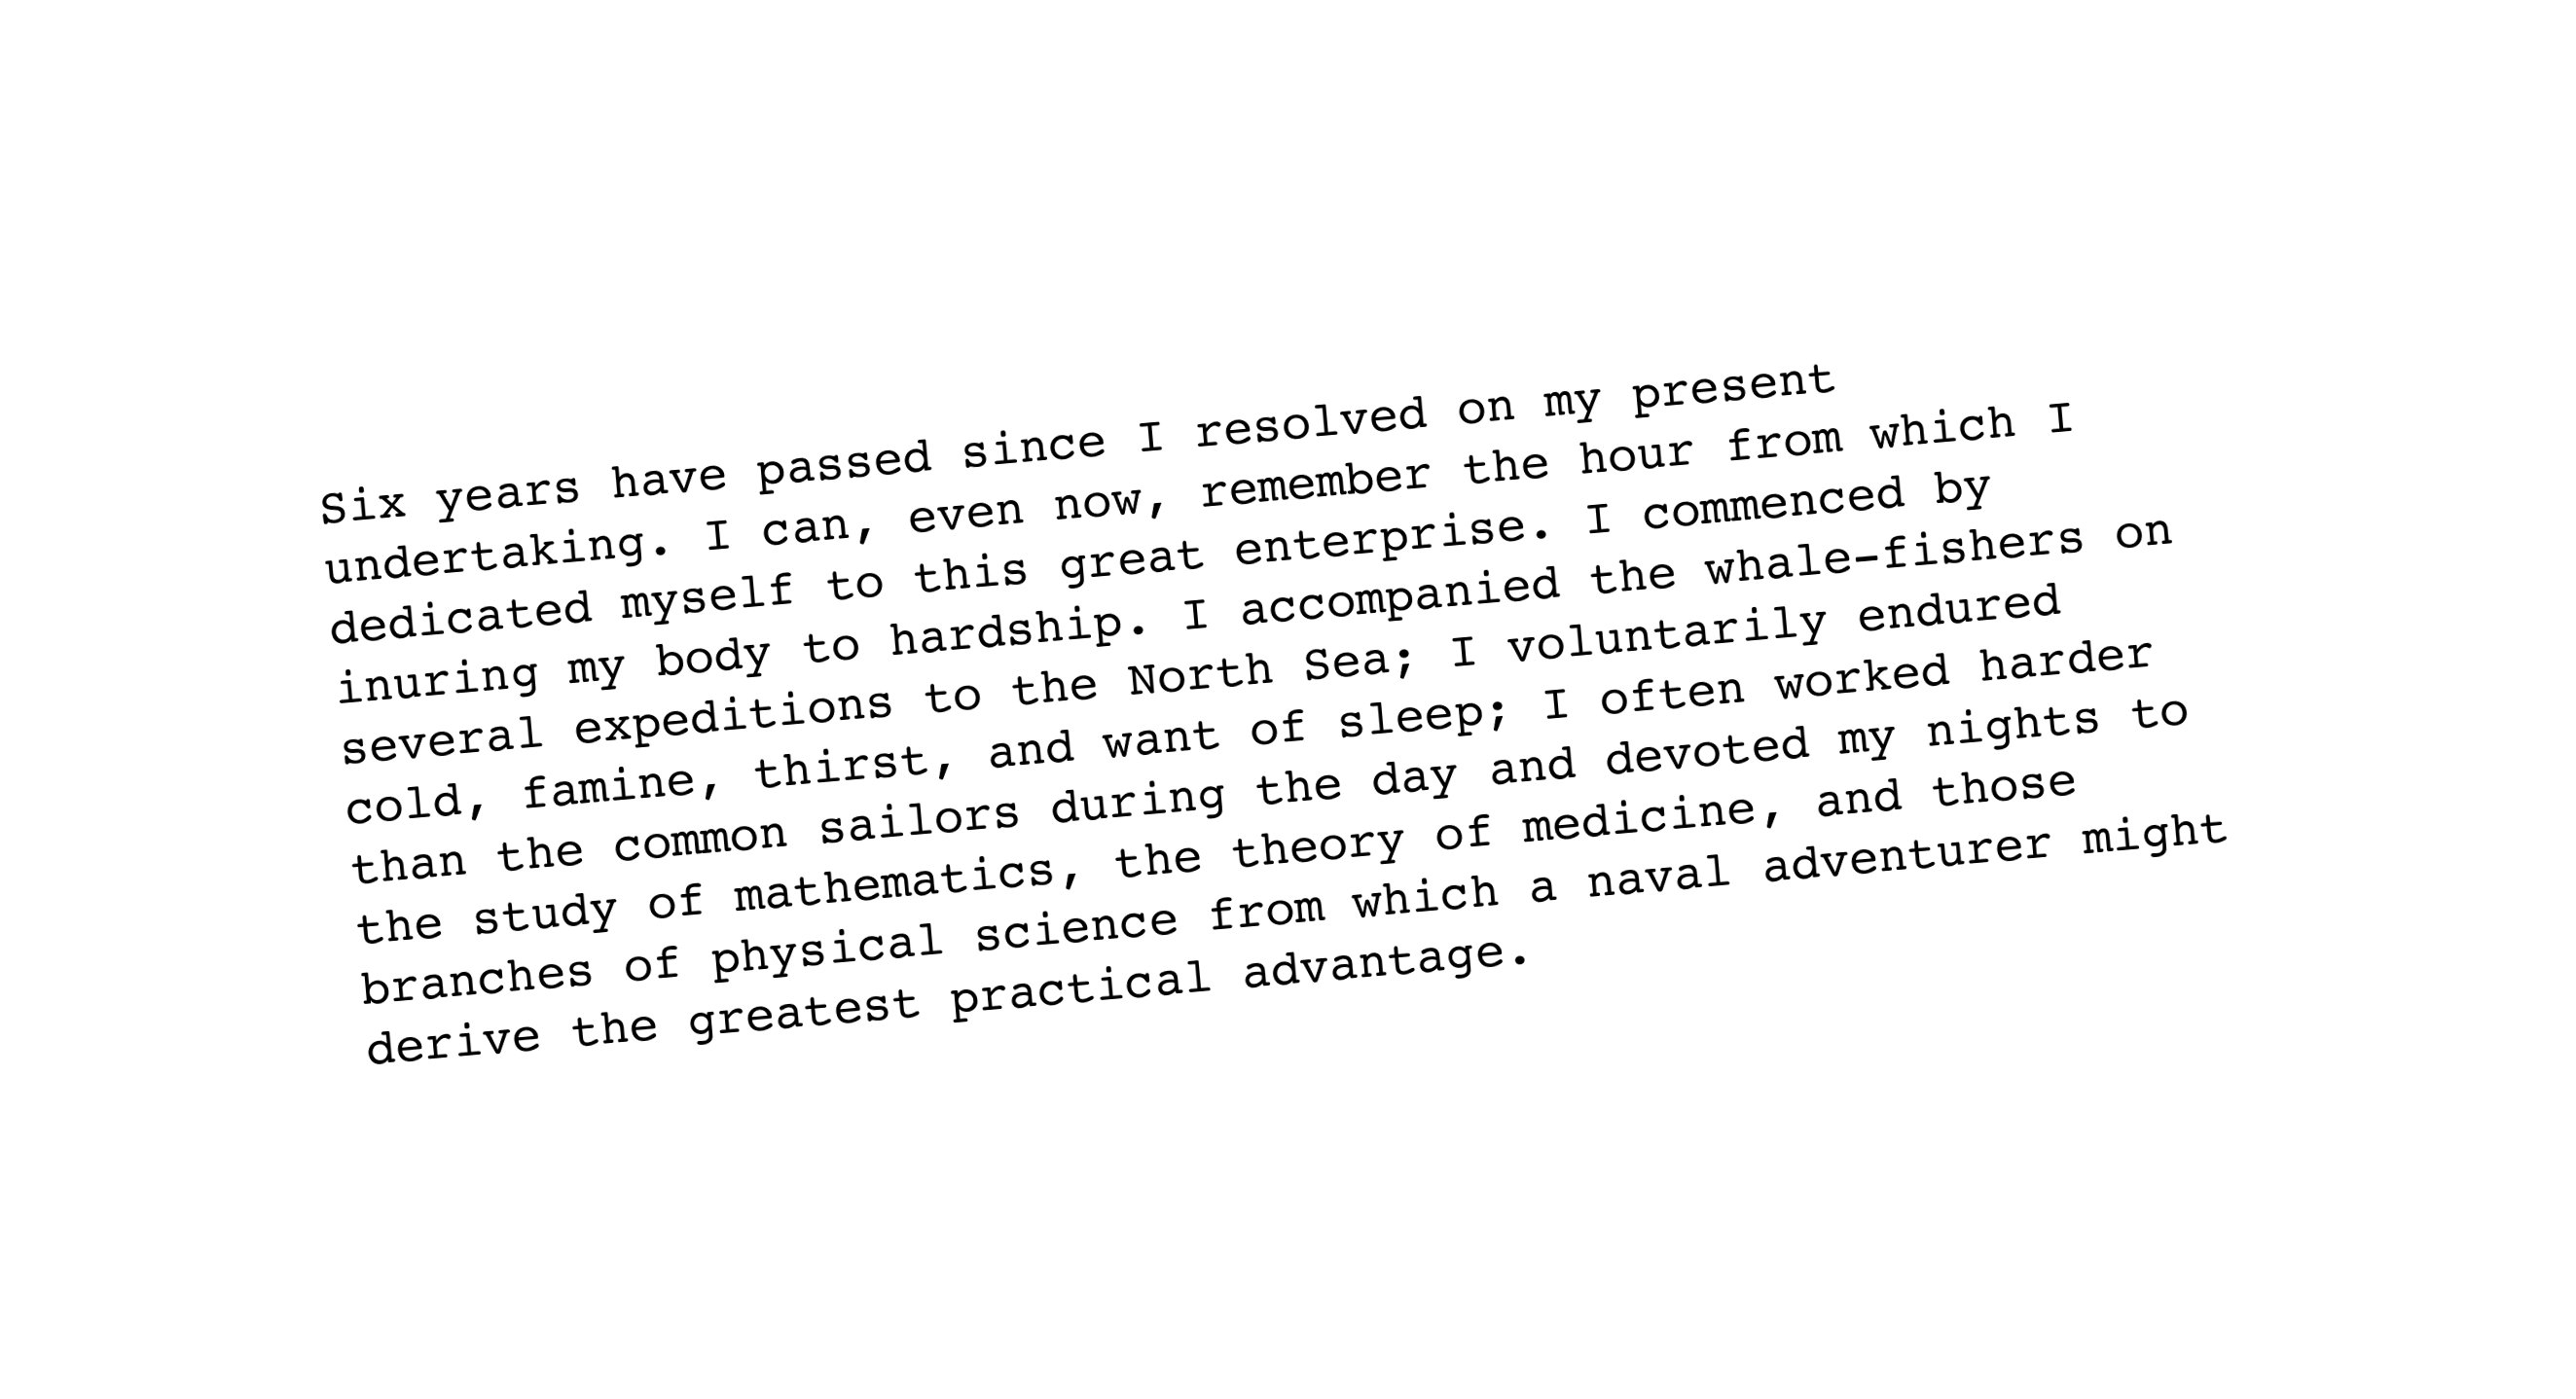 Six years have passed since I resolved on my present
undertaking. I can, even now, remember the hour from which I
dedicated myself to this great enterprise. I commenced by
inuring my body to hardship. I accompanied the whale-fishers on
several expeditions to the North Sea; I voluntarily endured
cold, famine, thirst, and want of sleep; I often worked harder
than the common sailors during the day and devoted my nights to
the study of mathematics, the theory of medicine, and those
branches of physical science from which a naval adventurer might
derive the greatest practical advantage.